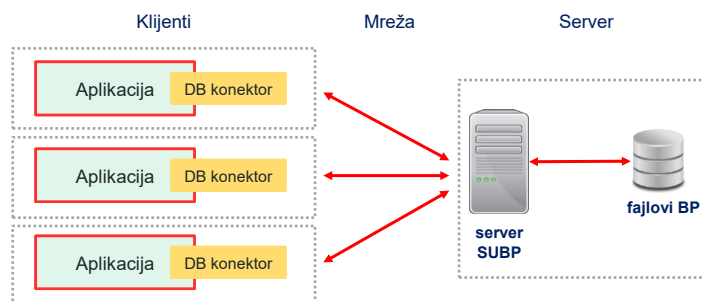 Klijenti
Mreža
Server
Aplikacija
DB konektor
Aplikacija
DB konektor
Aplikacija
DB konektor
server
SUBP
fajlovi BP